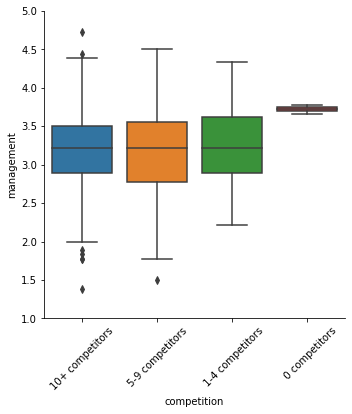 5.0
4.5
4.0
3.5
3.0
2.5
2.0
1.5
1.0
management
10+ competitors
5-9 competitors
1-4 competitors
0 competitors
competition